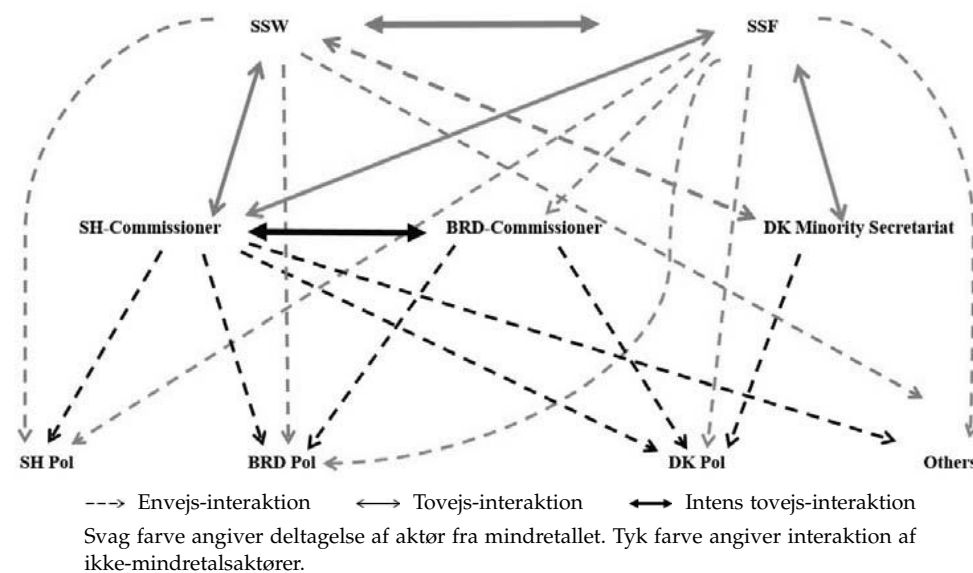 SSW SSF
SH-Commissioner BRD-Commissioner DK Minority Secretariat
SH Pol BRD Pol DK Pol Others
Envejs-interaktion Tovejs-interaktion Intens tovejs-interaktion
Svag farve angiver deltagelse af aktør fra mindretallet. Tyk farve angiver interaktion af
ikke-mindretalsaktører.